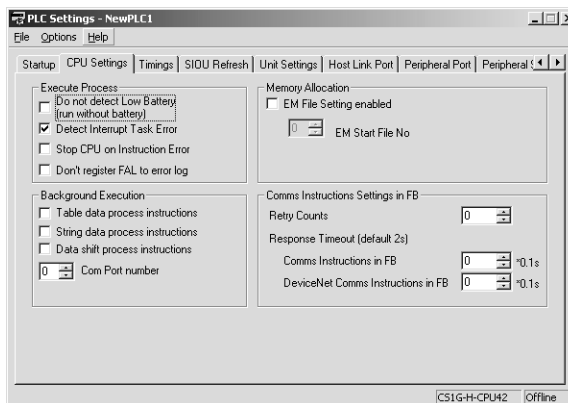 PLC Settings - NewPLC1
File Options Help
Startup CPU Settings Timings SIOU Refresh Unit Settings Host Link Port Peripheral Port Peripheral
Execute Process
Do not detect Low Battery
(run without battery)
Detect Interrupt Task Error
Stop CPU on Instruction Error
Don't register FAL to error log
Memory Allocation
EM File Setting enabled
0 EM Start File No
Background Execution
Table data process instructions
String data process instructions
Data shift process instructions
0 Com Port number
Comms Instructions Settings in FB
Retry Counts 0
Response Timeout (default 2s)
Comms Instructions in FB 0 *0.1s
DeviceNet Comms Instructions in FB 0 *0.1s
CS1G-H-CPU42 Offline